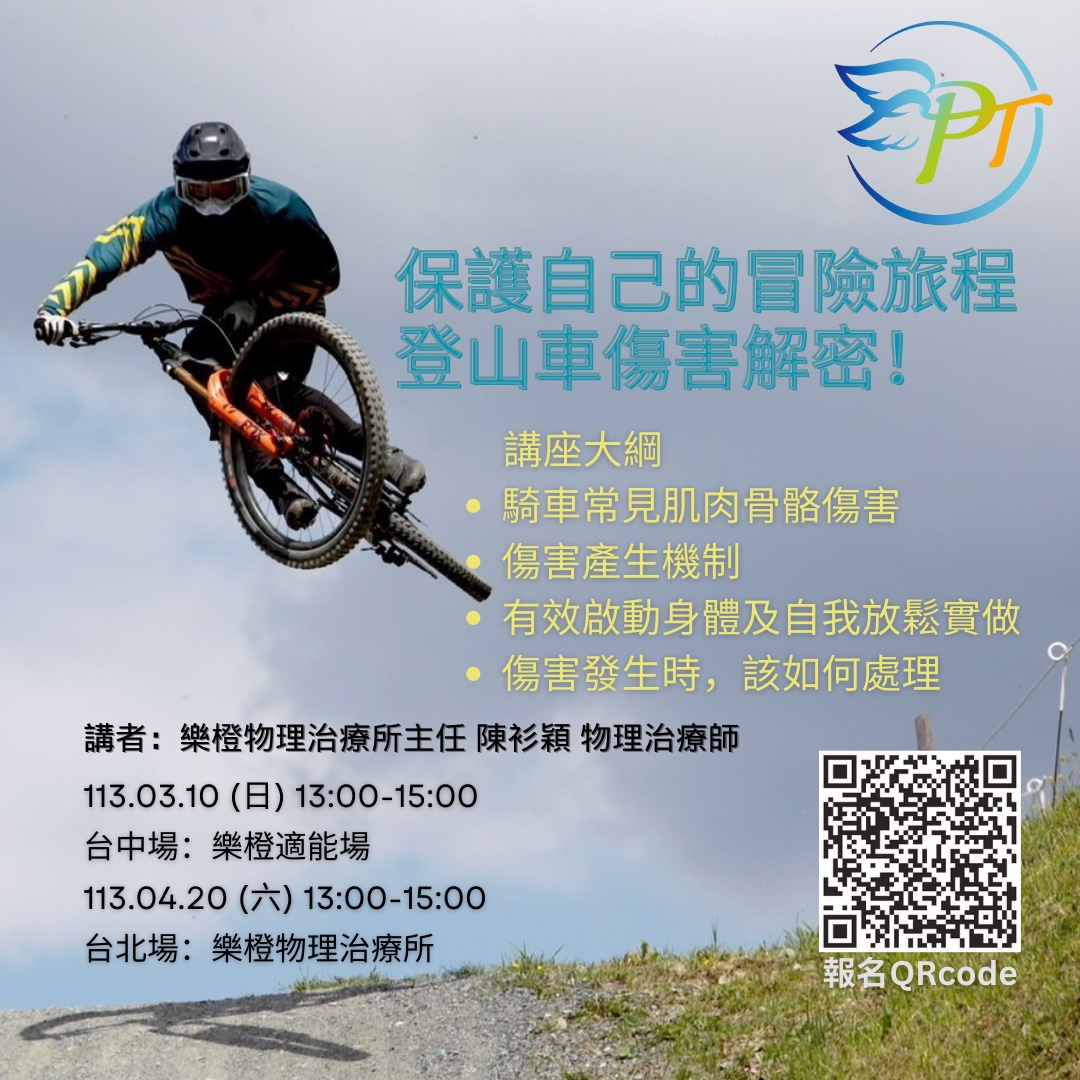 PT
保護自己的冒險旅程
登山車傷害解密！
講座大綱
• 騎車常見肌肉骨骼傷害
• 傷害產生機制
• 有效啟動身體及自我放鬆實做
• 傷害發生時，該如何處理
講者：樂橙物理治療所主任 陳衫穎 物理治療師
113.03.10 (日) 13:00-15:00
台中場：樂橙適能場
113.04.20 (六) 13:00-15:00
台北場：樂橙物理治療所
報名QRcode